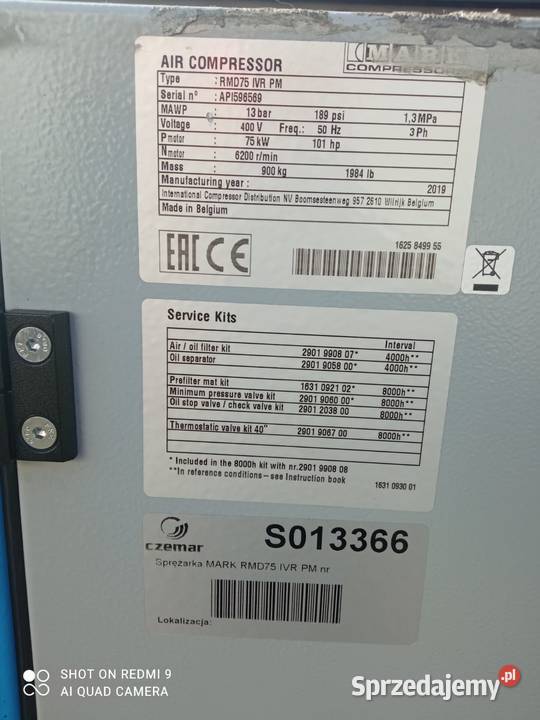 MARK
COMPRESSORS
AIR COMPRESSOR
Type : RMD75 IVR PM
Serial nº : API596569
MAWP : 13 bar 189 psi 1,3 MPa
Voltage : 400 V Freq.: 50 Hz 3 Ph
Pmotor : 75 kW 101 hp
Nmotor : 6200 r/min
Mass : 900 kg 1984 lb
Manufacturing year : 2019
International Compressor Distribution NV Boomsesteenweg 957 2610 Wilrijk Belgium
Made in Belgium
EAC CE
1625 8499 55
Service Kits
Interval
Air / oil filter kit 2901 9908 07* 4000h**
Oil separator 2901 9058 00* 4000h**
Prefilter mat kit 1631 0921 02* 8000h**
Minimum pressure valve kit 2901 9060 00* 8000h**
Oil stop valve / check valve kit 2901 2038 00 8000h**
Thermostatic valve kit 40° 2901 9067 00 8000h**
* Included in the 8000h kit with nr.2901 9908 08
**In reference conditions – see Instruction book
1631 0930 01
czemar
S013366
Sprężarka MARK RMD75 IVR PM nr
Lokalizacja:
SHOT ON REDMI 9
AI QUAD CAMERA
Sprzedajemy.pl